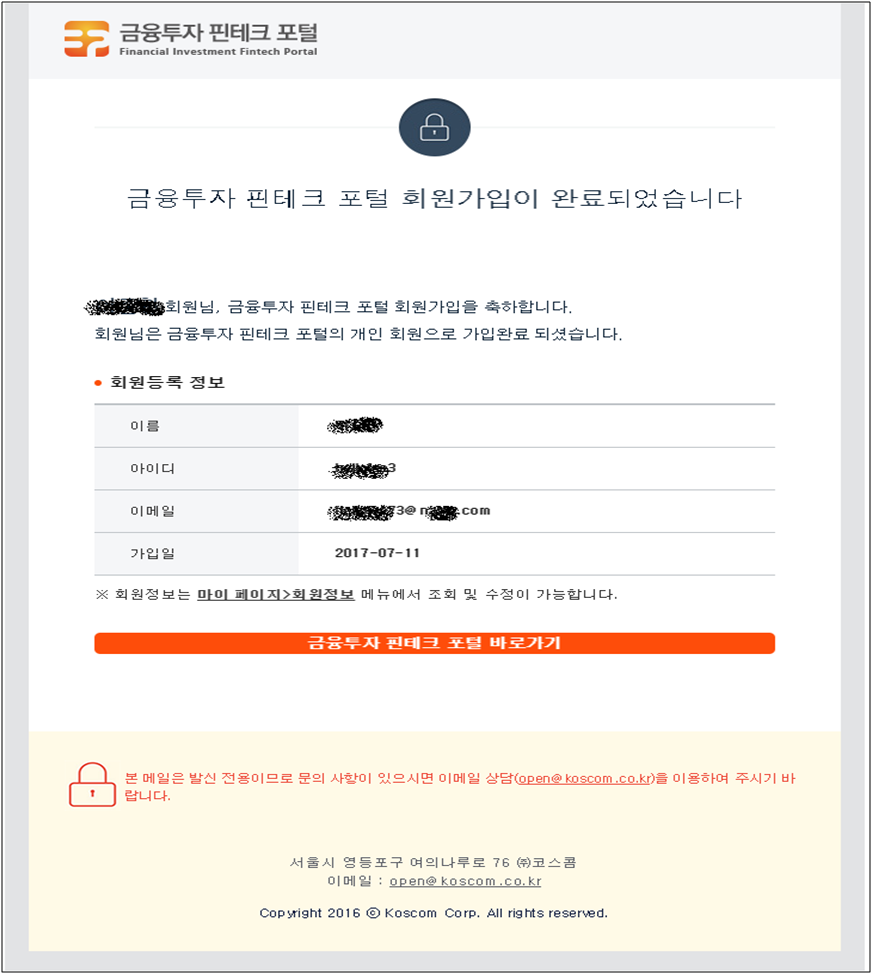 금융투자 핀테크 포털
Financial Investment Fintech Portal
금융투자 핀테크 포털 회원가입이 완료되었습니다
회원님, 금융투자 핀테크 포털 회원가입을 축하합니다.
회원님은 금융투자 핀테크 포털의 개인 회원으로 가입완료 되셨습니다.
• 회원등록 정보
이름
아이디 3
이메일 3@ .com
가입일 2017-07-11
※ 회원정보는 마이 페이지>회원정보 메뉴에서 조회 및 수정이 가능합니다.
금융투자 핀테크 포털 바로가기
본 메일은 발신 전용이므로 문의 사항이 있으시면 이메일 상담(open@koscom.co.kr)을 이용하여 주시기 바
랍니다.
서울시 영등포구 여의나루로 76 ㈜코스콤
이메일 : open@koscom.co.kr
Copyright 2016 ⓒ Koscom Corp. All rights reserved.